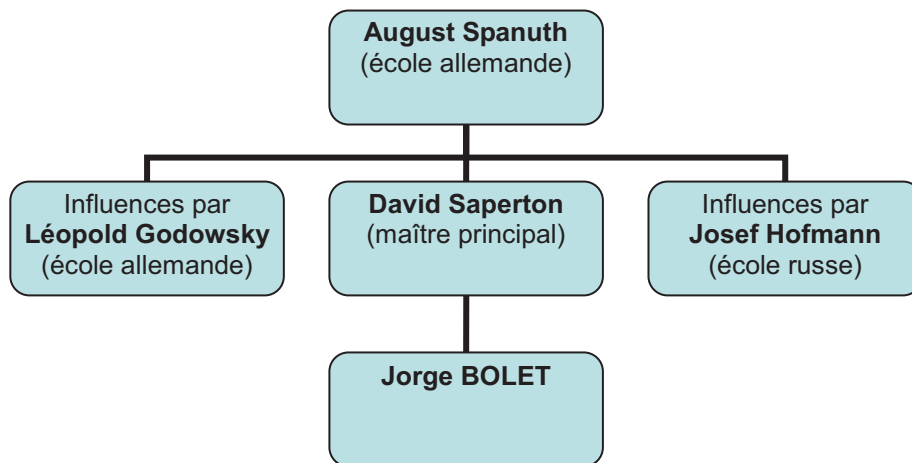 August Spanuth
(école allemande)
Influences par
Léopold Godowsky
(école allemande)
David Saperton
(maître principal)
Influences par
Josef Hofmann
(école russe)
Jorge BOLET